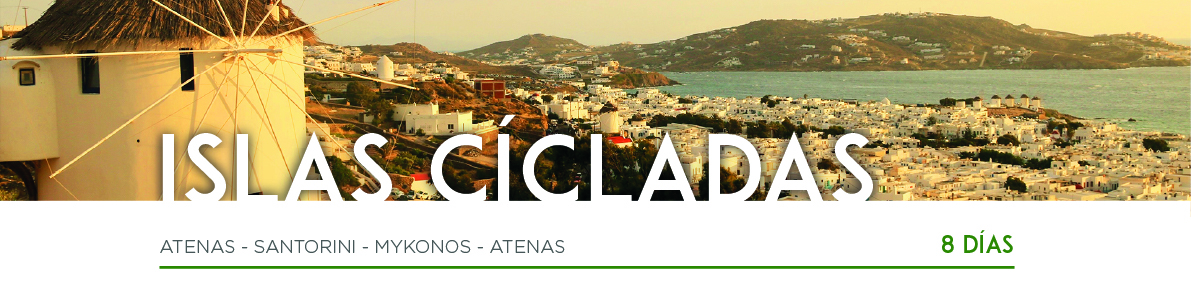 ISLAS CÍCLADAS
ATENAS - SANTORINI - MYKONOS - ATENAS
8 DÍAS